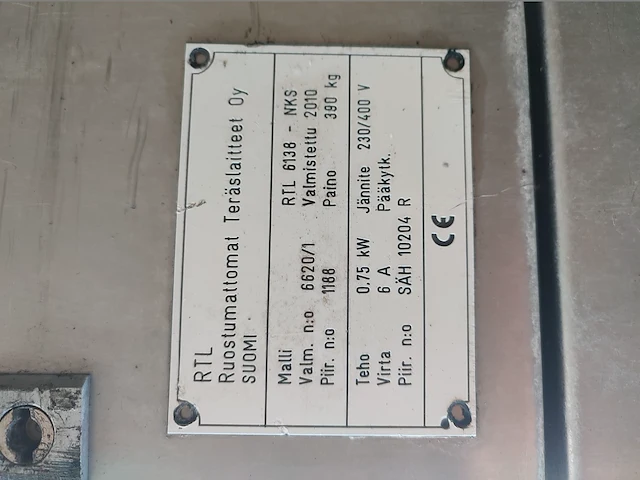 RTL
Ruostumattomat Teräslaitteet Oy
SUOMI
Malli RTL 6138 - NKS
Valm. n:o 6620/1 Valmistettu 2010
Piir. n:o 1188 Paino 390 kg
Teho 0.75 kW Jännite 230/400 V
Virta 6 A Pääkytk.
Piir. n:o SÄH 10204 R
CE